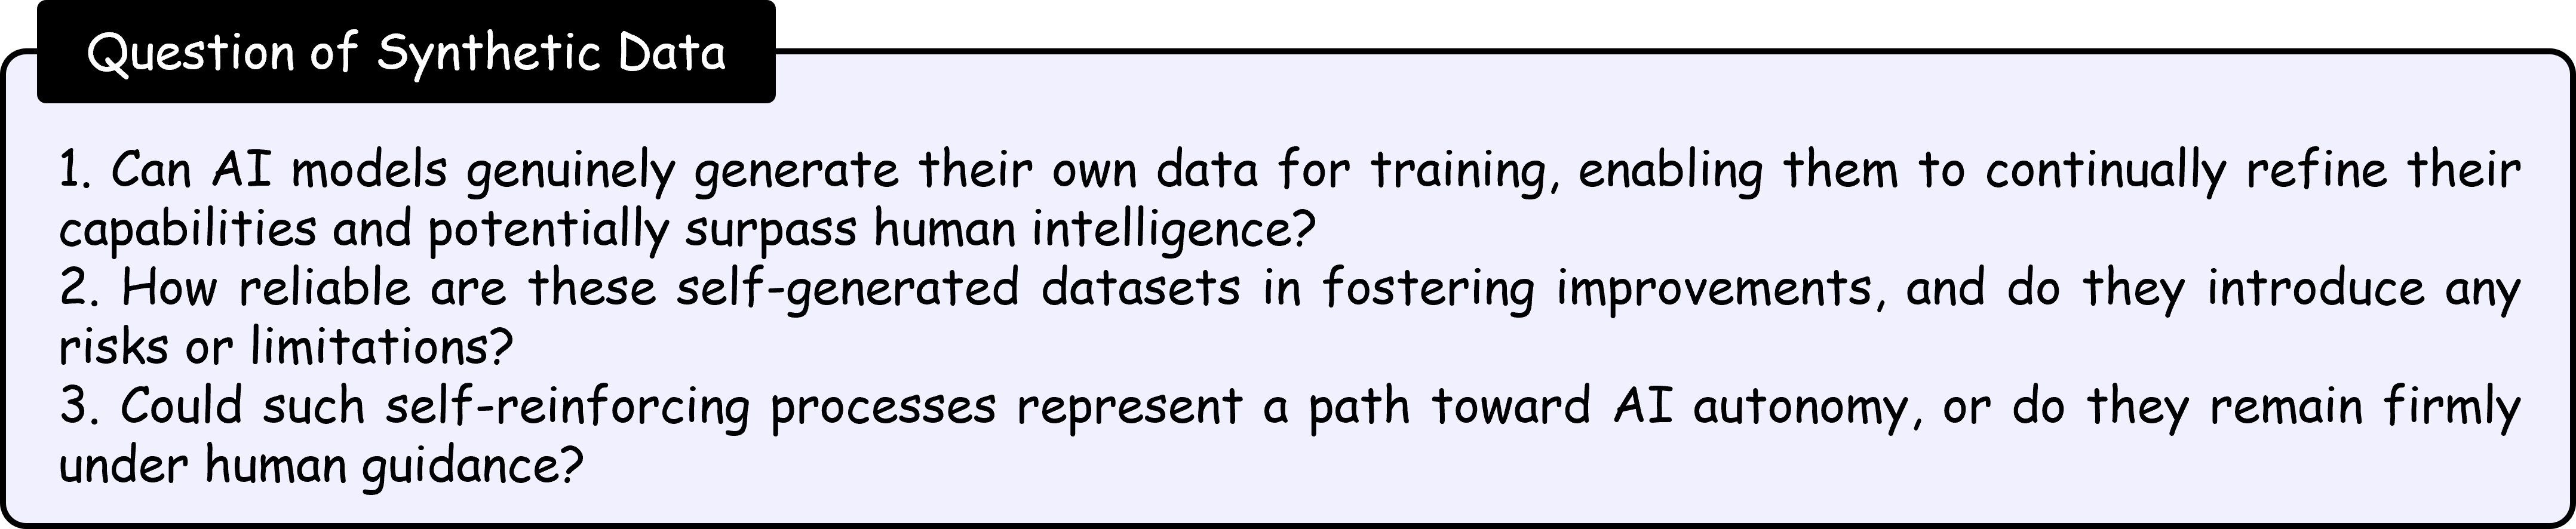 Question of Synthetic Data
1. Can AI models genuinely generate their own data for training, enabling them to continually refine their
capabilities and potentially surpass human intelligence?
2. How reliable are these self-generated datasets in fostering improvements, and do they introduce any
risks or limitations?
3. Could such self-reinforcing processes represent a path toward AI autonomy, or do they remain firmly
under human guidance?